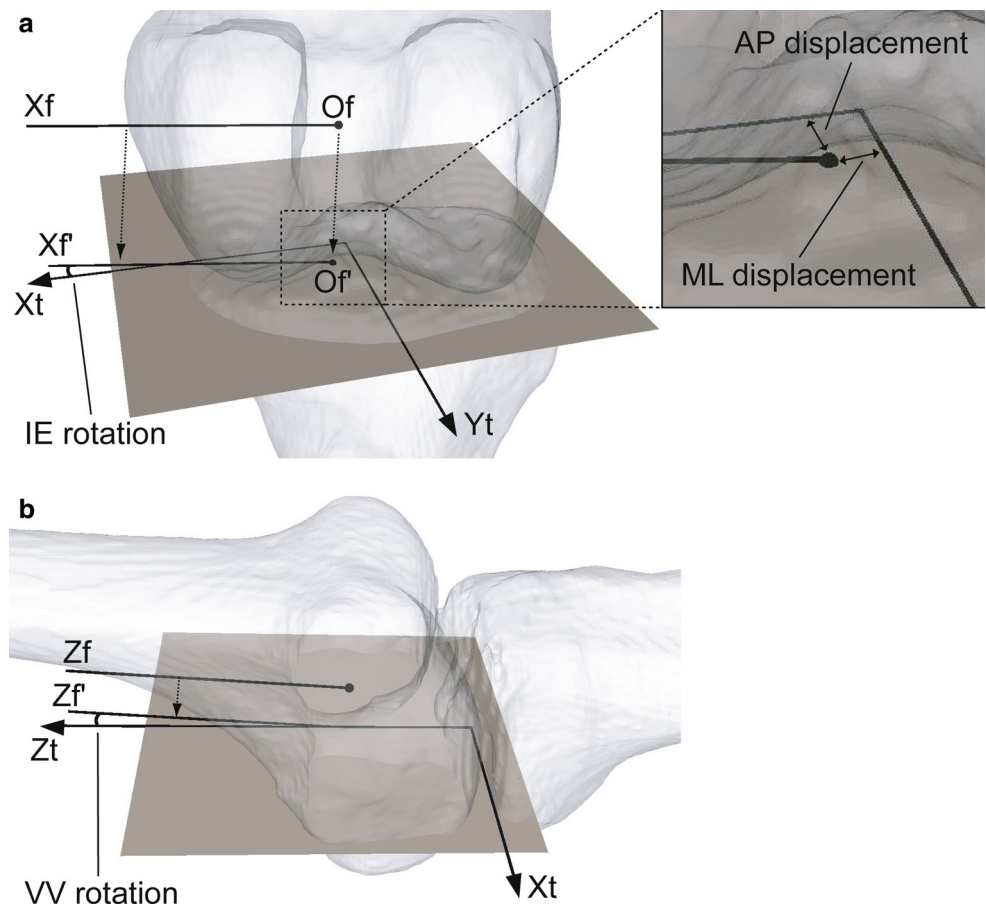 a
Xf
Of
Xf'
Xt
Of'
IE rotation
Yt
AP displacement
ML displacement
b
Zf
Zf'
Zt
VV rotation
Xt